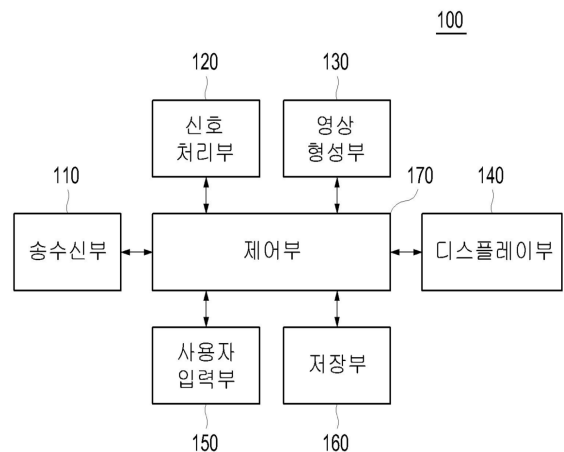 100
120
130
신호
처리부
영상
형성부
110
170
140
송수신부
제어부
디스플레이부
사용자
입력부
저장부
150
160